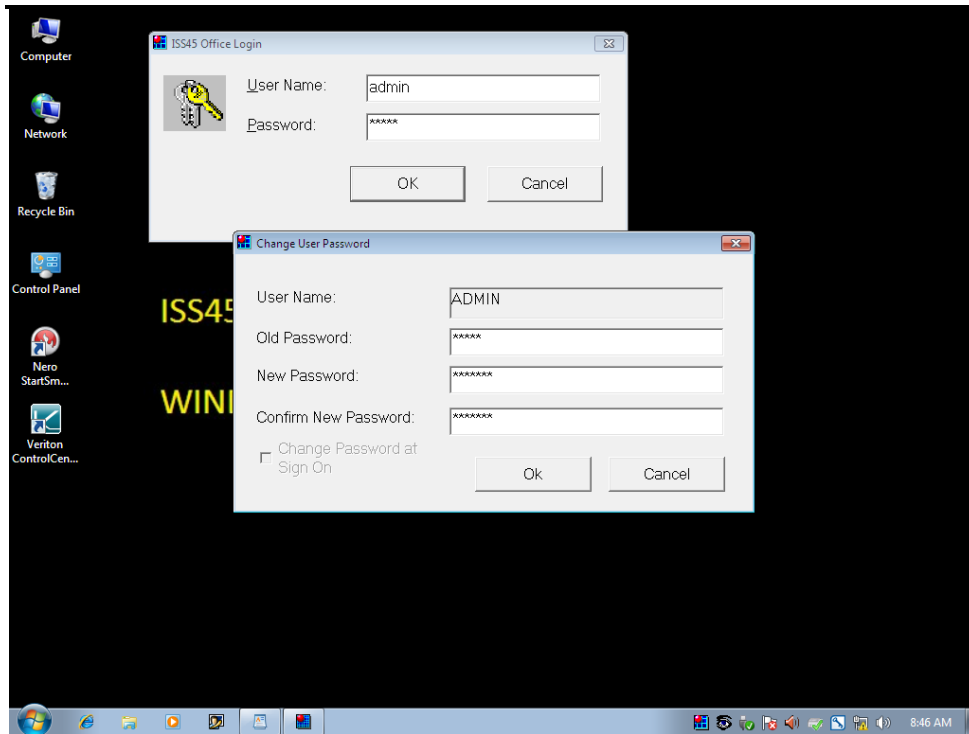 Computer
Network
Recycle Bin
Control Panel
Nero
StartSm...
Veriton
ControlCen...
ISS45 Office Login
User Name:
admin
Password:
*****
OK
Cancel
ISS45
WIN
Change User Password
User Name:
ADMIN
Old Password:
*****
New Password:
*******
Confirm New Password:
*******
Change Password at
Sign On
Ok
Cancel
8:46 AM